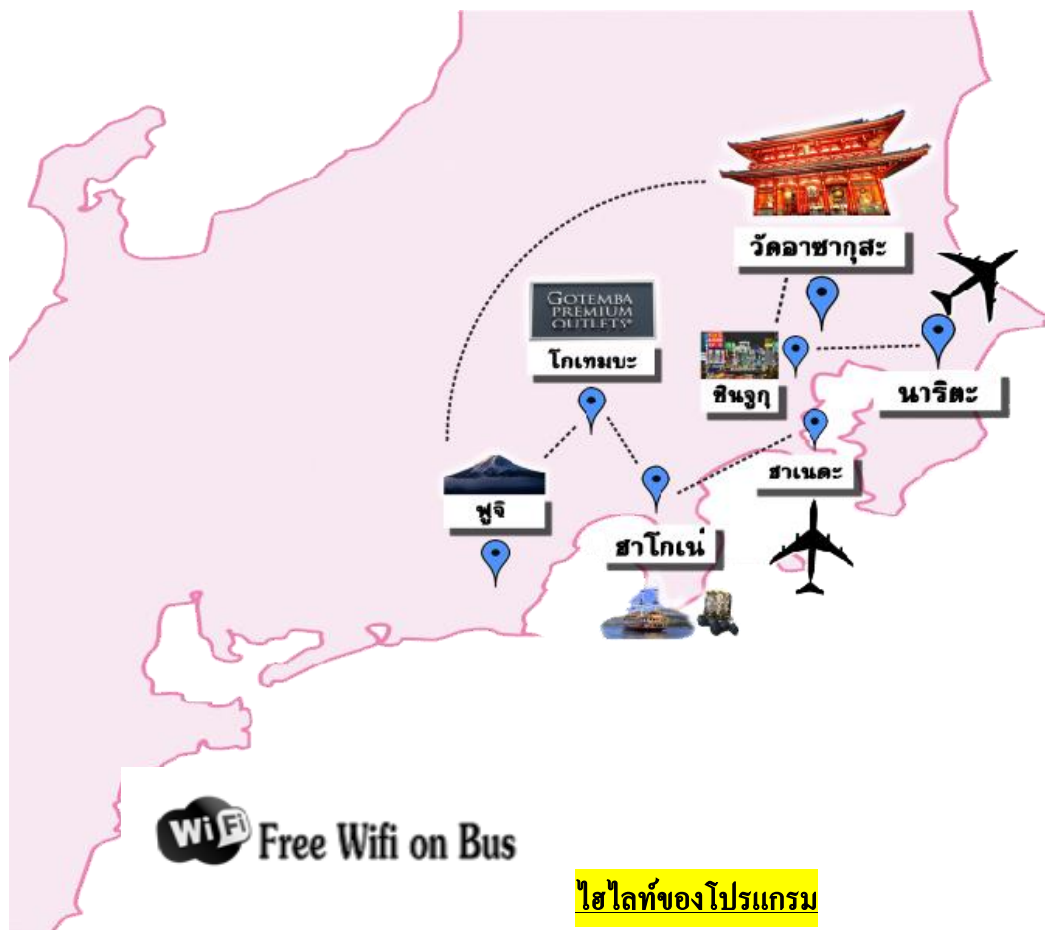 วัดอาซากุสะ
GOTEMBA
PREMIUM
OUTLETS®
โกเทมบะ
ชินจูกุ
นาริตะ
ฮาเนดะ
ฟูจิ
ฮาโกเน่
WiFi Free Wifi on Bus
ไฮไลท์ของโปรแกรม